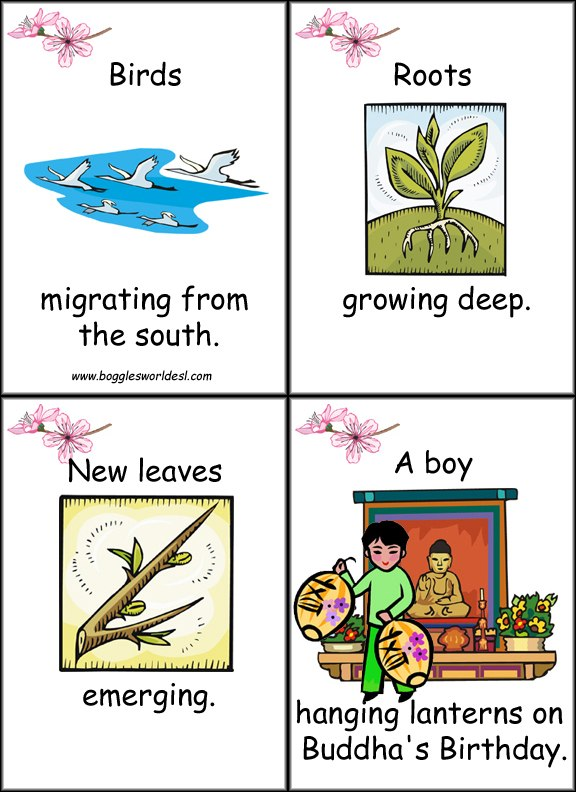 Birds
migrating from
the south.
www.bogglesworldesl.com
Roots
growing deep.
New leaves
emerging.
A boy
hanging lanterns on
Buddha's Birthday.